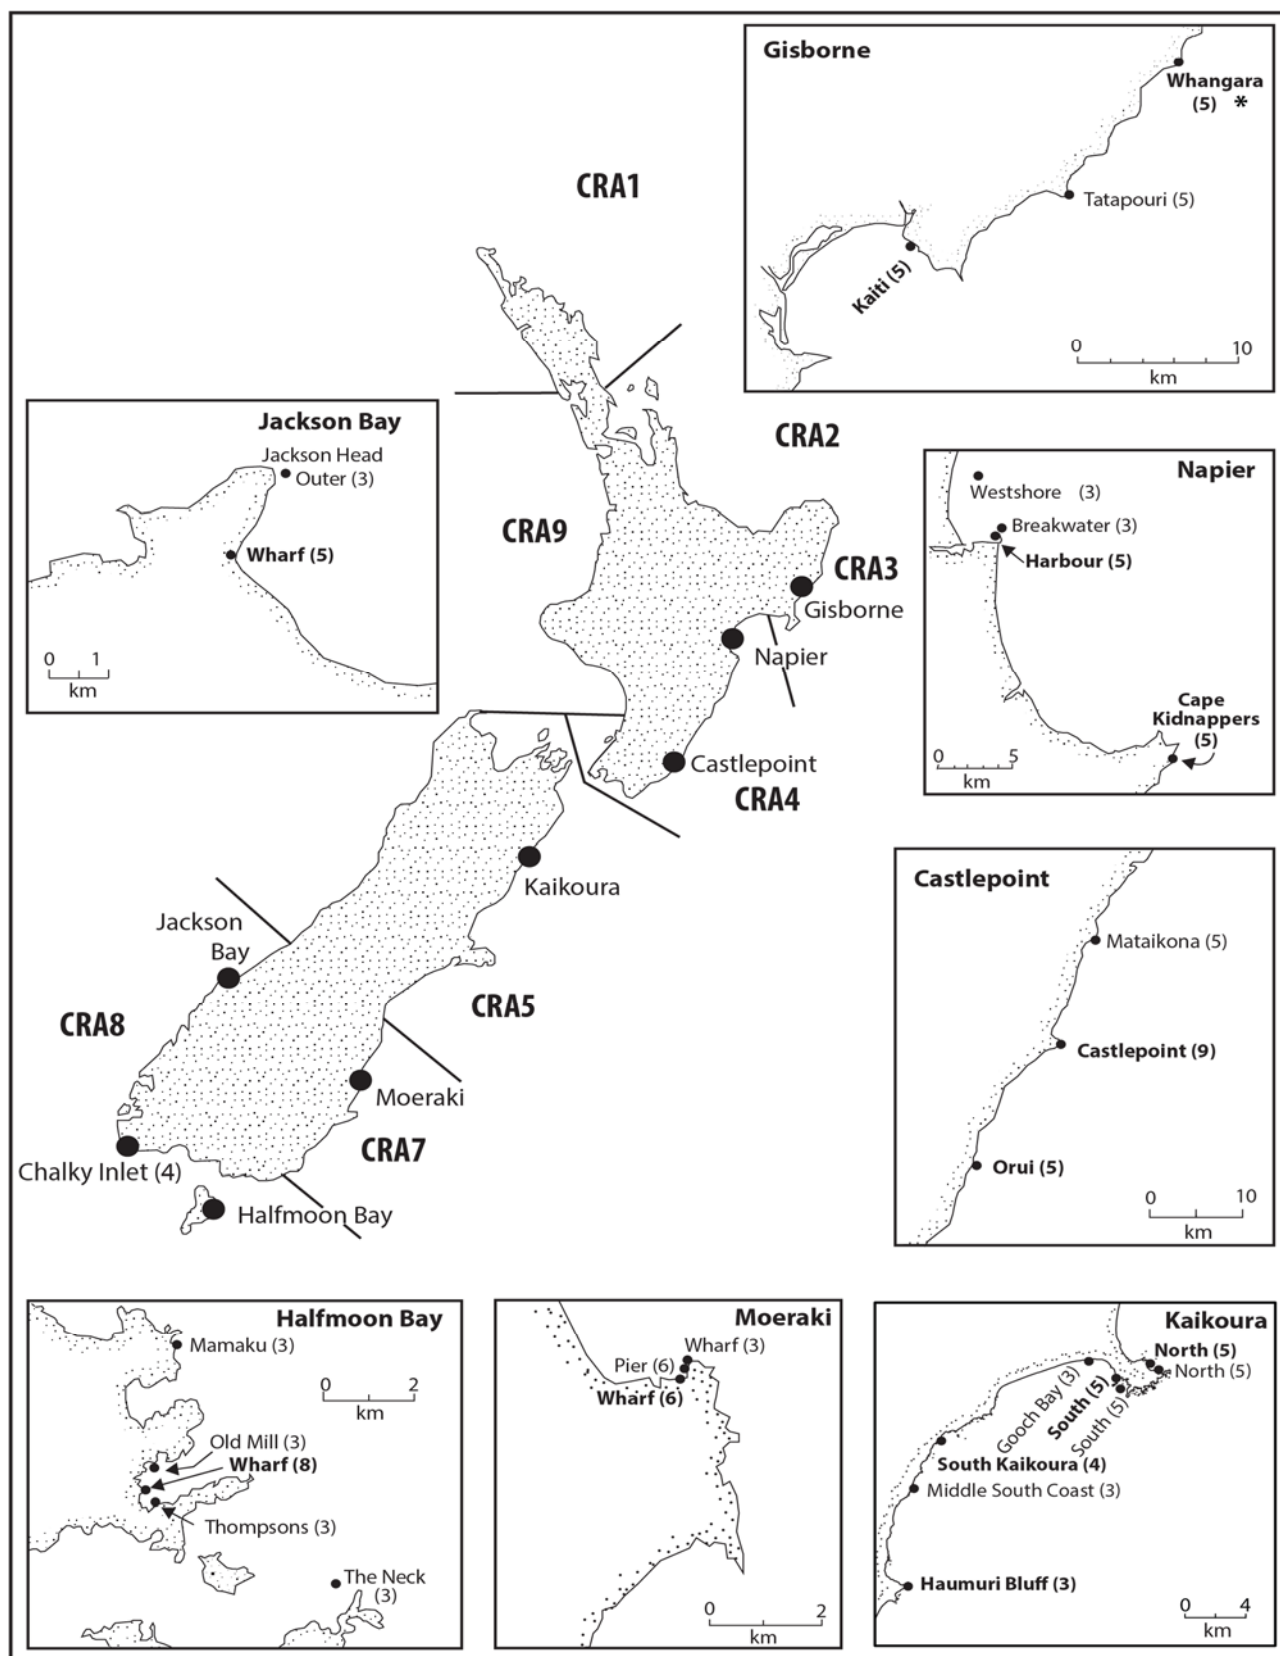 Gisborne
Whangara
(5) *
Tatapouri (5)
Kaiti (5)
0 10
km
CRA1
CRA2
CRA9
CRA3
Gisborne
Napier
Castlepoint
CRA4
Kaikoura
Jackson
Bay
CRA5
CRA8
Moeraki
CRA7
Chalky Inlet (4)
Halfmoon Bay
Jackson Bay
Jackson Head
Outer (3)
Wharf (5)
0 1
km
Napier
Westshore (3)
Breakwater (3)
Harbour (5)
Cape
Kidnappers
(5)
0 5
km
Castlepoint
Mataikona (5)
Castlepoint (9)
Orui (5)
0 10
km
Halfmoon Bay
Mamaku (3)
0 2
km
Old Mill (3)
Wharf (8)
Thompsons (3)
The Neck
(3)
Moeraki
Wharf (3)
Pier (6)
Wharf (6)
0 2
km
Kaikoura
North (5)
North (5)
Gooch Bay (3)
South (5)
South (5)
South Kaikoura (4)
Middle South Coast (3)
Haumuri Bluff (3)
0 4
km